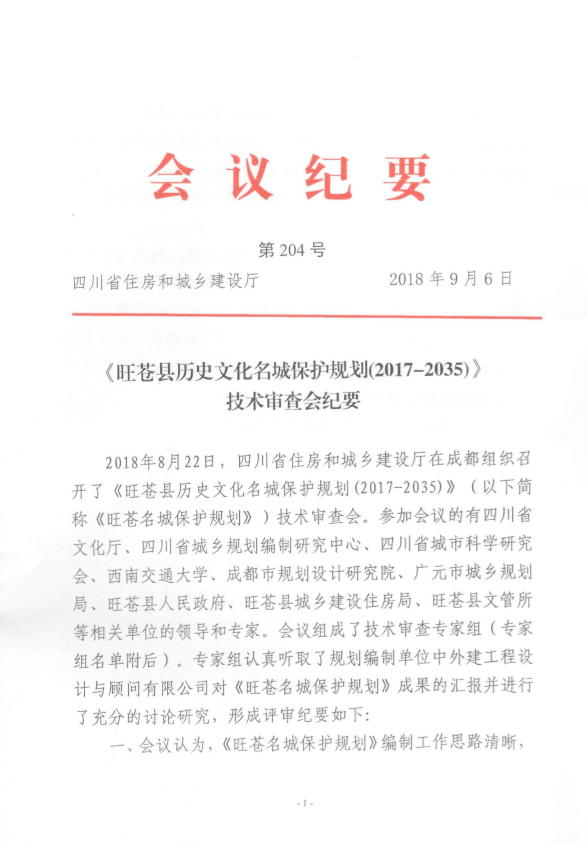 会议纪要
第204号
四川省住房和城乡建设厅 2018年9月6日
《旺苍县历史文化名城保护规划(2017-2035)》
技术审查会纪要
2018年8月22日，四川省住房和城乡建设厅在成都组织召
开了《旺苍县历史文化名城保护规划(2017-2035)》（以下简
称《旺苍名城保护规划》）技术审查会。参加会议的有四川省
文化厅、四川省城乡规划编制研究中心、四川省城市科学研究
会、西南交通大学、成都市规划设计研究院、广元市城乡规划
局、旺苍县人民政府、旺苍县城乡建设住房局、旺苍县文管所
等相关单位的领导和专家。会议组成了技术审查专家组（专家
组名单附后）。专家组认真听取了规划编制单位中外建工程设
计与顾问有限公司对《旺苍名城保护规划》成果的汇报并进行
了充分的讨论研究，形成评审纪要如下：
一、会议认为，《旺苍名城保护规划》编制工作思路清晰，
-1-